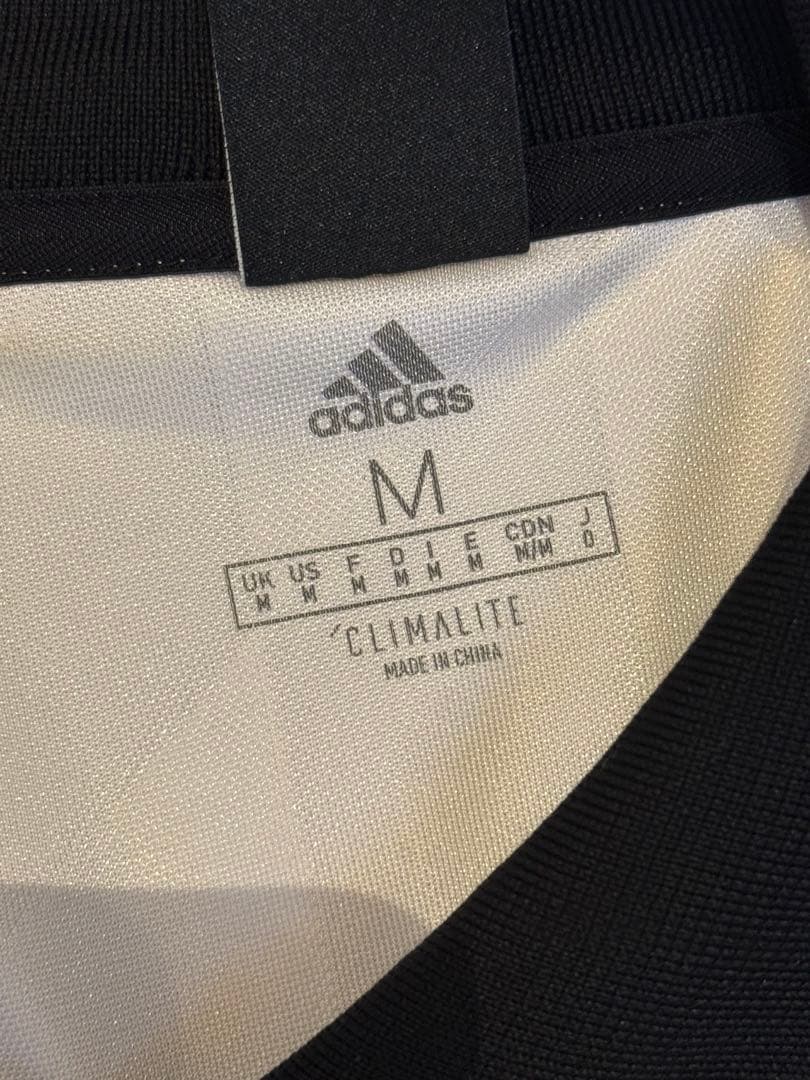 adidas
M
UK US F D I E CDN J
M M M M M M M/M O
CLIMALITE
MADE IN CHINA